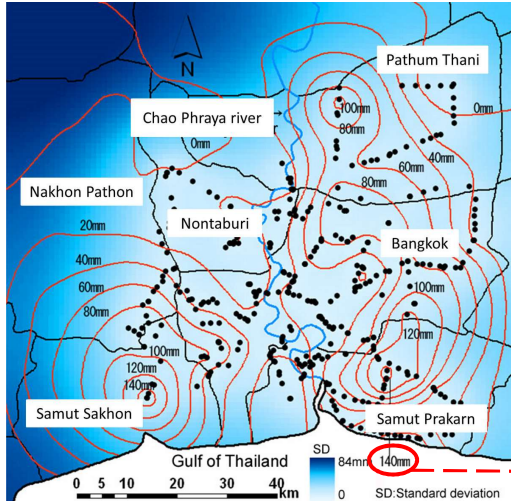 Pathum Thani
N
100mm
0mm
Chao Phraya river
80mm
r
0mm
40mm
60mm
80mm
Nakhon Pathon
20mm
Nontaburi
Bangkok
40mm
60mm
100mm
80mm
120mm
100mm
120mm
140mm
Samut Sakhon
Samut Prakarn
Gulf of Thailand
SD
84mm
140mm
0 5 10 20 30 40
km
0
SD:Standard deviation